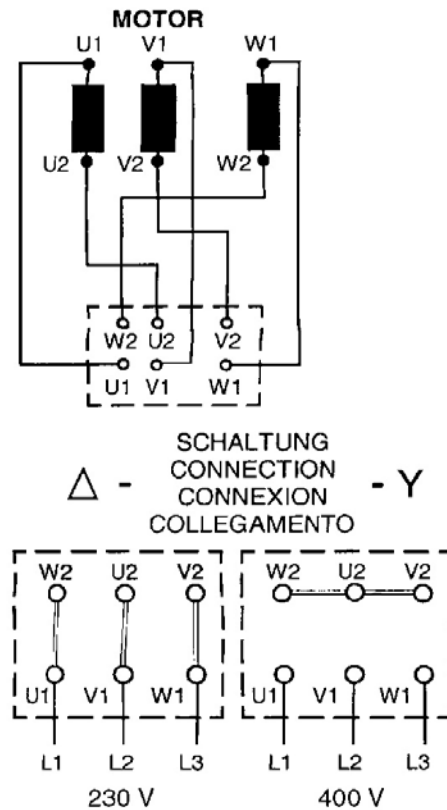 MOTOR
U1 V1 W1
U2 V2 W2
W2 U2 V2
U1 V1 W1
Δ - SCHALTUNG
CONNECTION
CONNEXION
COLLEGAMENTO - Y
W2 U2 V2 W2 U2 V2
U1 V1 W1 U1 V1 W1
L1 L2 L3 L1 L2 L3
230 V 400 V